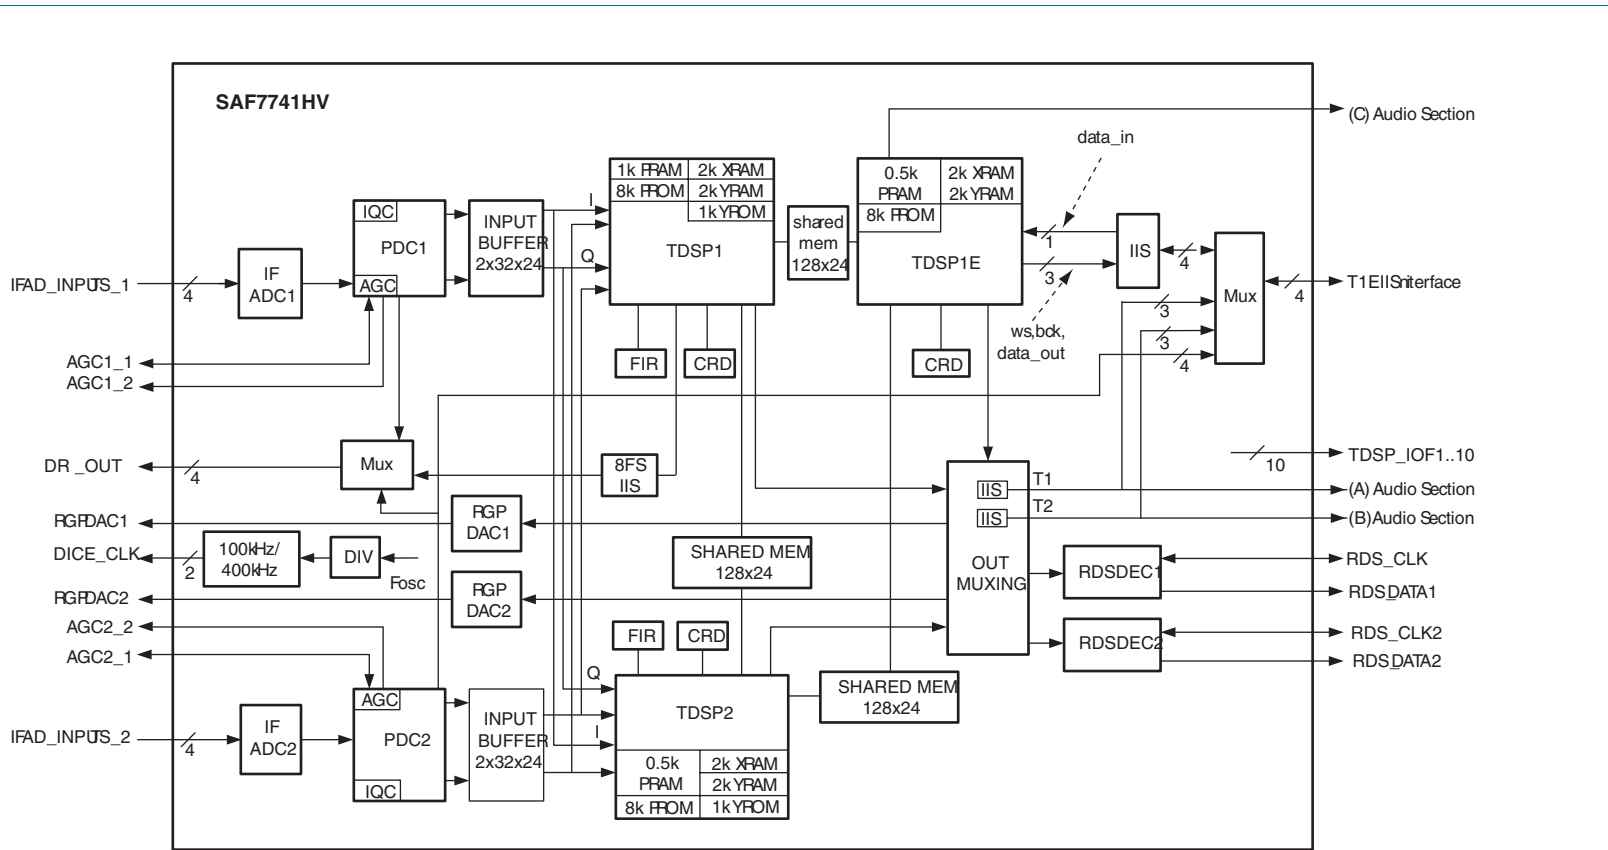 SAF7741HV
(C) Audio Section
data_in
1k PRAM
2k XRAM
8k PROM
2k YRAM
1k YROM
TDSP1
0.5k
PRAM
2k XRAM
2k YRAM
8k PROM
TDSP1E
shared
mem
128x24
I
Q
IQC
PDC1
AGC
INPUT
BUFFER
2x32x24
IIS
1
3
4
Mux
4
T1EIISniterface
IFAD_INPUTS_1
4
IF
ADC1
3
3
4
ws,bck,
data_out
FIR
CRD
CRD
AGC1_1
AGC1_2
DR _OUT
4
Mux
8FS
IIS
10
TDSP_IOF1..10
T1
IIS
(A) Audio Section
T2
IIS
(B) Audio Section
OUT
MUXING
RGPDAC1
RGP
DAC1
DICE_CLK
2
100kHz/
400kHz
DIV
Fosc
SHARED MEM
128x24
RDSDEC1
RDS_CLK
RDS_DATA1
RGPDAC2
RGP
DAC2
AGC2_2
AGC2_1
FIR
CRD
RDSDEC2
RDS_CLK2
RDS_DATA2
Q
I
AGC
PDC2
IQC
INPUT
BUFFER
2x32x24
TDSP2
0.5k
PRAM
2k XRAM
2k YRAM
8k PROM
1k YROM
SHARED MEM
128x24
IFAD_INPUTS_2
4
IF
ADC2